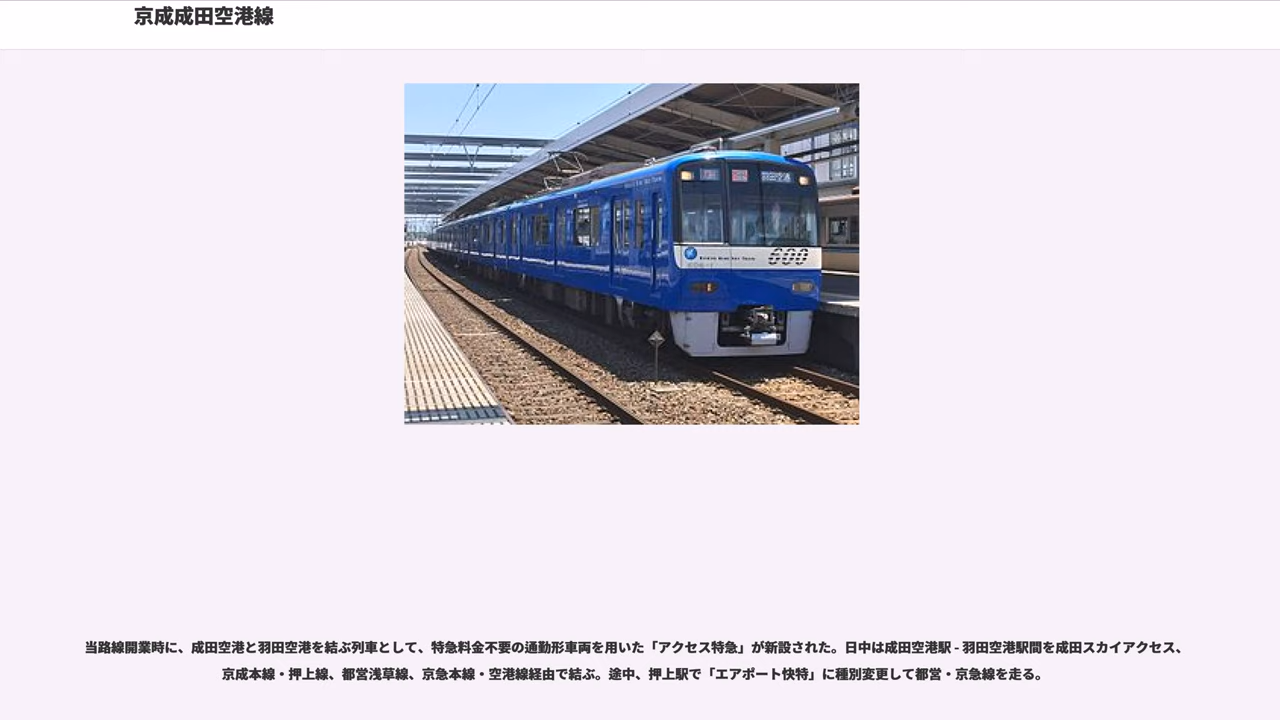 京成成田空港線
羽田空港
600
当路線開業時に、成田空港と羽田空港を結ぶ列車として、特急料金不要の通勤形車両を用いた「アクセス特急」が新設された。日中は成田空港駅 - 羽田空港駅間を成田スカイアクセス、
京成本線・押上線、都営浅草線、京急本線・空港線経由で結ぶ。途中、押上駅で「エアポート快特」に種別変更して都営・京急線を走る。